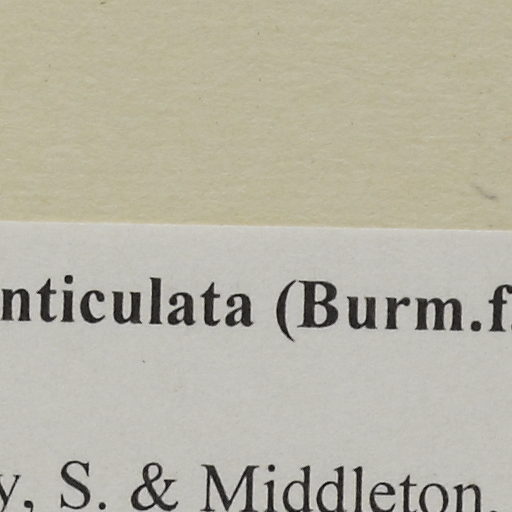 nticulata (Burm.f.
y, S. & Middleton,